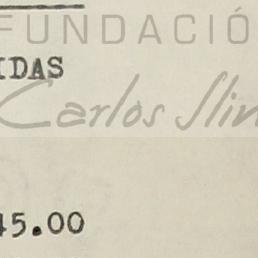 FUNDACIÓ
IDAS
Carlos Slim
45.00